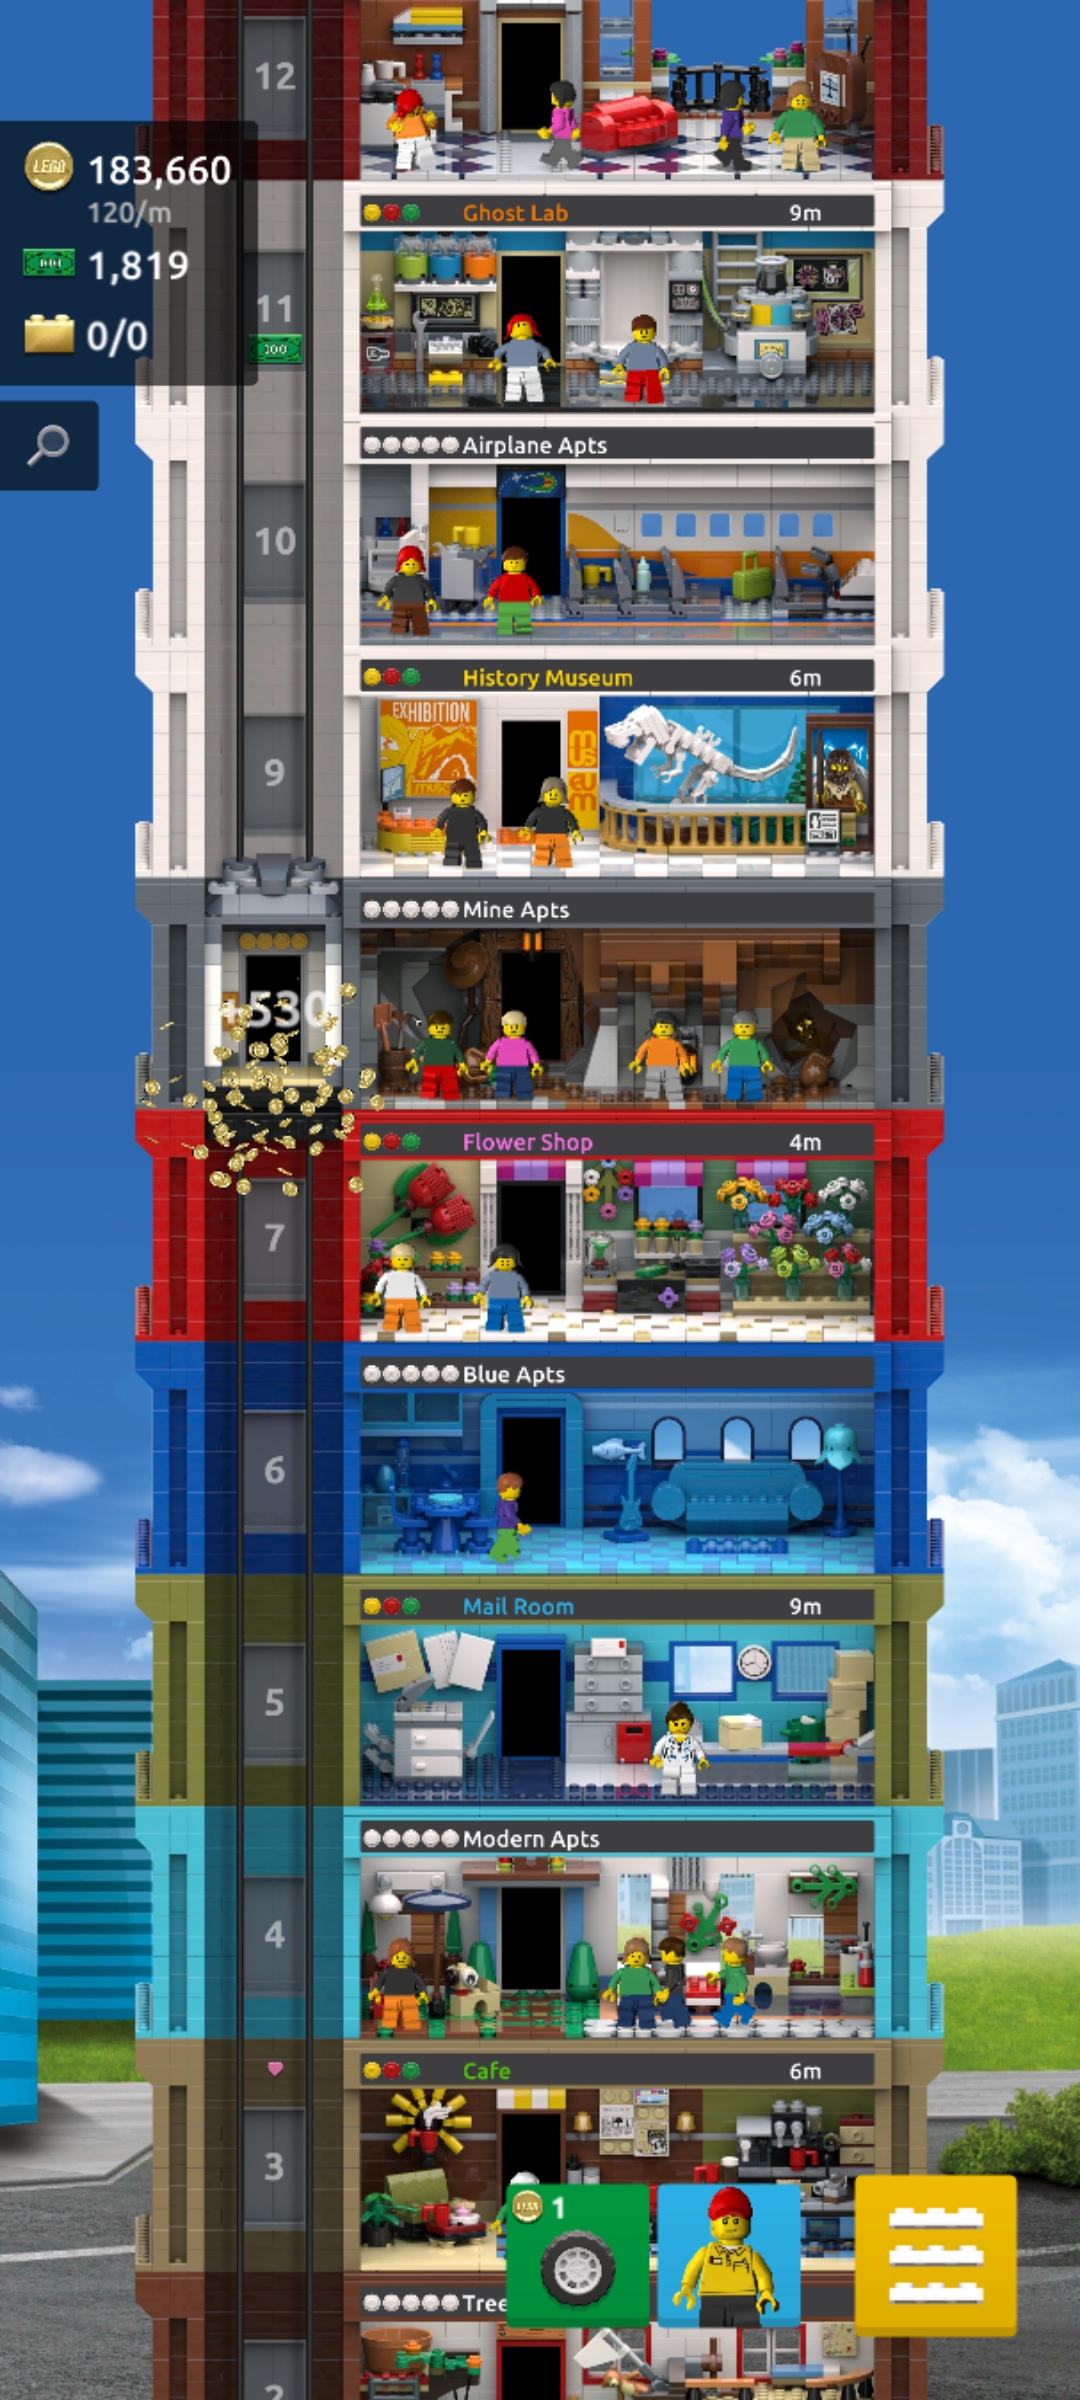 12
LEGO 183,660
120/m
1,819
0/0
Ghost Lab 9m
11
100
Airplane Apts
10
History Museum 6m
EXHIBITION
museum
9
Mine Apts
+530
Flower Shop 4m
7
Blue Apts
6
Mail Room 9m
5
Modern Apts
4
Cafe 6m
3
1
Tree
2